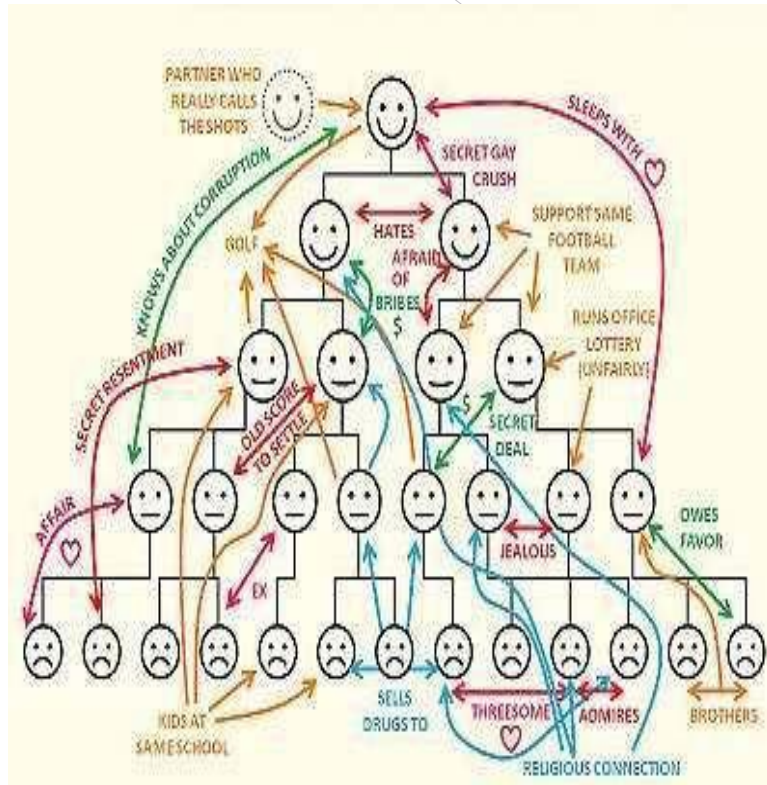 PARTNER WHO
REALLY CALLS
THE SHOTS
SLEEPS WITH
SECRET GAY
CRUSH
KNOWS ABOUT CORRUPTION
GOLF
HATES
SUPPORT SAME
FOOTBALL
TEAM
AFRAID
OF
BRIBES
$
RUNS OFFICE
LOTTERY
(UNFAIRLY)
SECRET RESENTMENT
OLD SCORE
TO SETTLE
$
SECRET
DEAL
AFFAIR
JEALOUS
OWES
FAVOR
EX
KIDS AT
SAME SCHOOL
SELLS
DRUGS TO
THREESOME
ADMIRES
BROTHERS
RELIGIOUS CONNECTION